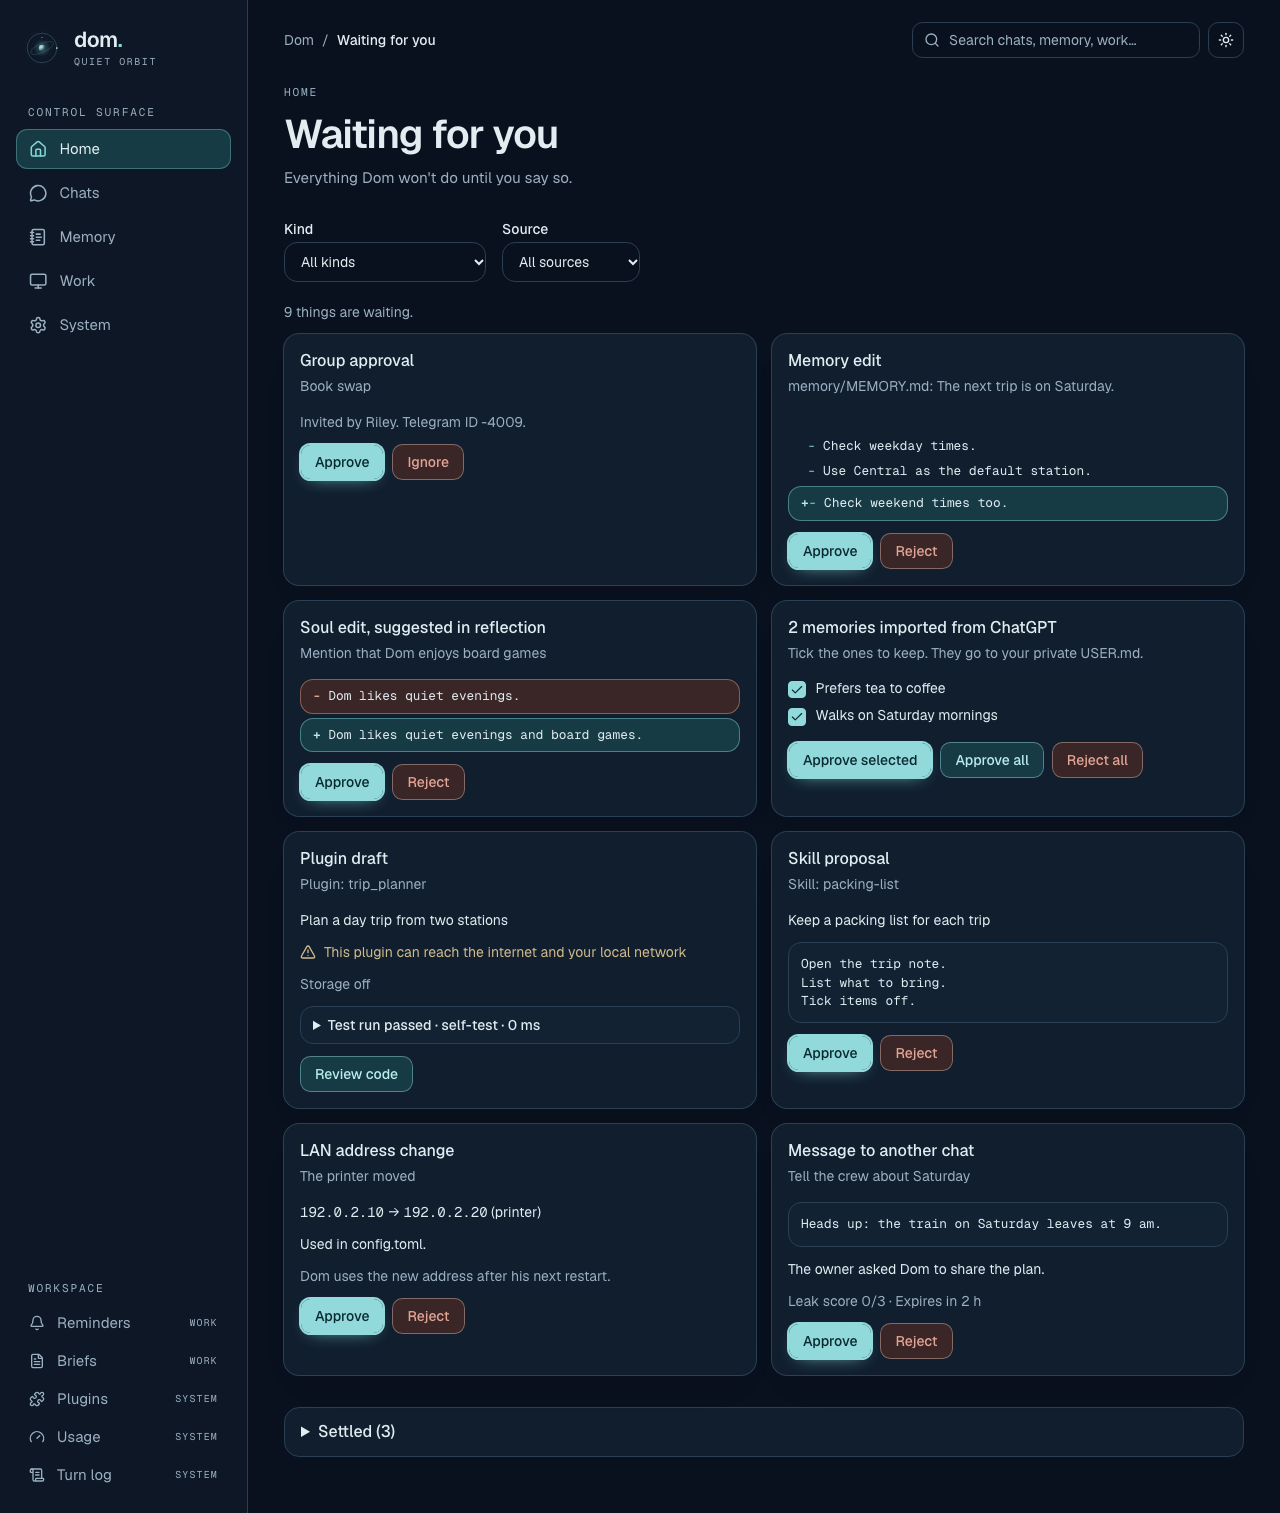 dom.
QUIET ORBIT
CONTROL SURFACE
Home
Chats
Memory
Work
System
WORKSPACE
Reminders WORK
Briefs WORK
Plugins SYSTEM
Usage SYSTEM
Turn log SYSTEM
Dom / Waiting for you
Search chats, memory, work…
HOME
Waiting for you
Everything Dom won't do until you say so.
Kind
All kinds
Source
All sources
9 things are waiting.
Group approval
Book swap
Invited by Riley. Telegram ID -4009.
Approve Ignore
Memory edit
memory/MEMORY.md: The next trip is on Saturday.
- Check weekday times.
- Use Central as the default station.
+- Check weekend times too.
Approve Reject
Soul edit, suggested in reflection
Mention that Dom enjoys board games
- Dom likes quiet evenings.
+ Dom likes quiet evenings and board games.
Approve Reject
2 memories imported from ChatGPT
Tick the ones to keep. They go to your private USER.md.
Prefers tea to coffee
Walks on Saturday mornings
Approve selected Approve all Reject all
Plugin draft
Plugin: trip_planner
Plan a day trip from two stations
This plugin can reach the internet and your local network
Storage off
Test run passed · self-test · 0 ms
Review code
Skill proposal
Skill: packing-list
Keep a packing list for each trip
Open the trip note.
List what to bring.
Tick items off.
Approve Reject
LAN address change
The printer moved
192.0.2.10 → 192.0.2.20 (printer)
Used in config.toml.
Dom uses the new address after his next restart.
Approve Reject
Message to another chat
Tell the crew about Saturday
Heads up: the train on Saturday leaves at 9 am.
The owner asked Dom to share the plan.
Leak score 0/3 · Expires in 2 h
Approve Reject
Settled (3)